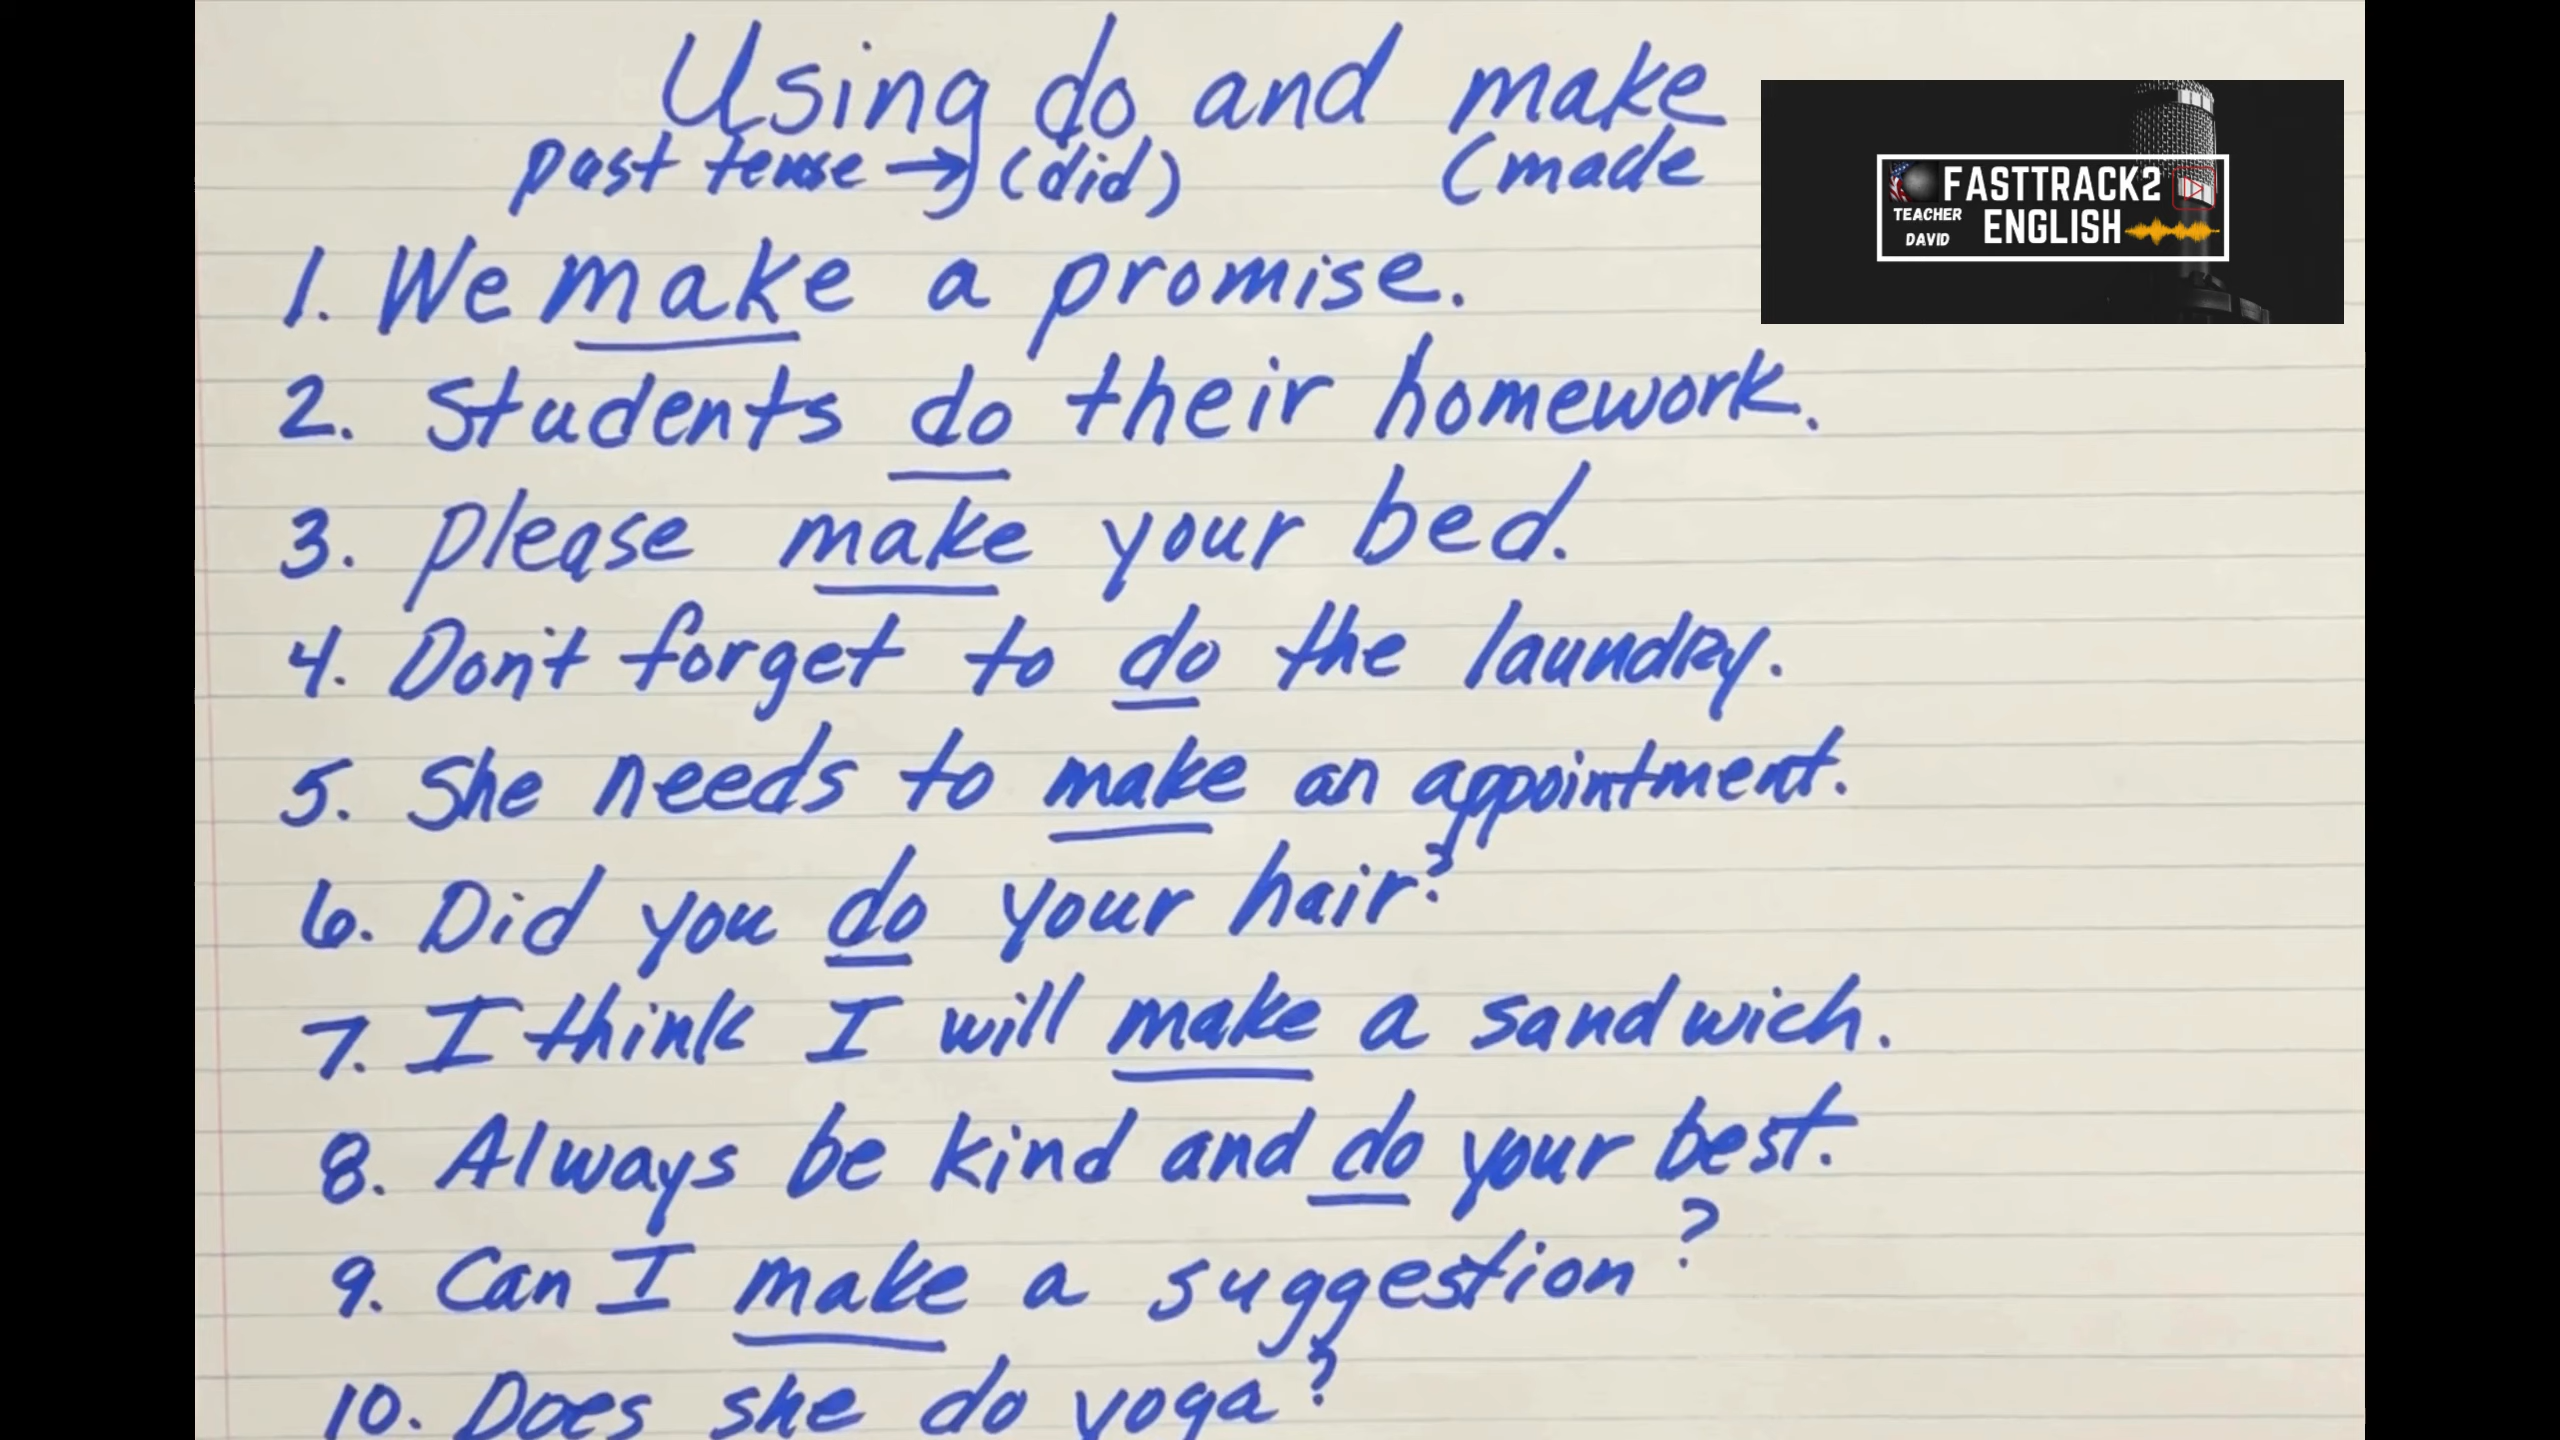 Using do and make
past tense → (did) (made
FASTTRACK2
TEACHER
DAVID
ENGLISH
1. We make a promise.
2. Students do their homework.
3. please make your bed.
4. Don't forget to do the laundry.
5. She needs to make an appointment.
6. Did you do your hair?
7. I think I will make a sandwich.
8. Always be kind and do your best.
9. Can I make a suggestion?
10. Does she do yoga?